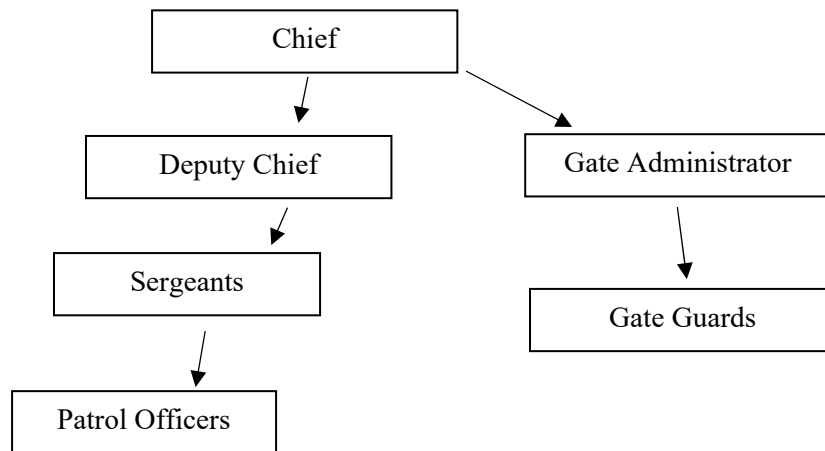 Chief
Deputy Chief
Gate Administrator
Sergeants
Gate Guards
Patrol Officers